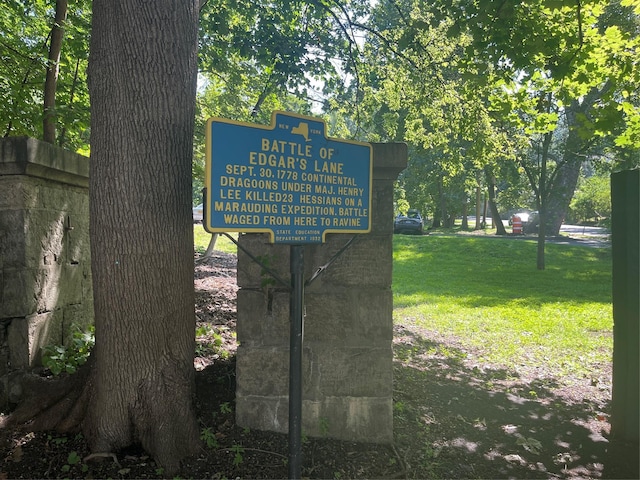 NEW YORK
BATTLE OF
EDGAR'S LANE
SEPT. 30, 1778 CONTINENTAL
DRAGOONS UNDER MAJ. HENRY
LEE KILLED 23 HESSIANS ON A
MARAUDING EXPEDITION. BATTLE
WAGED FROM HERE TO RAVINE
STATE EDUCATION
DEPARTMENT 1932